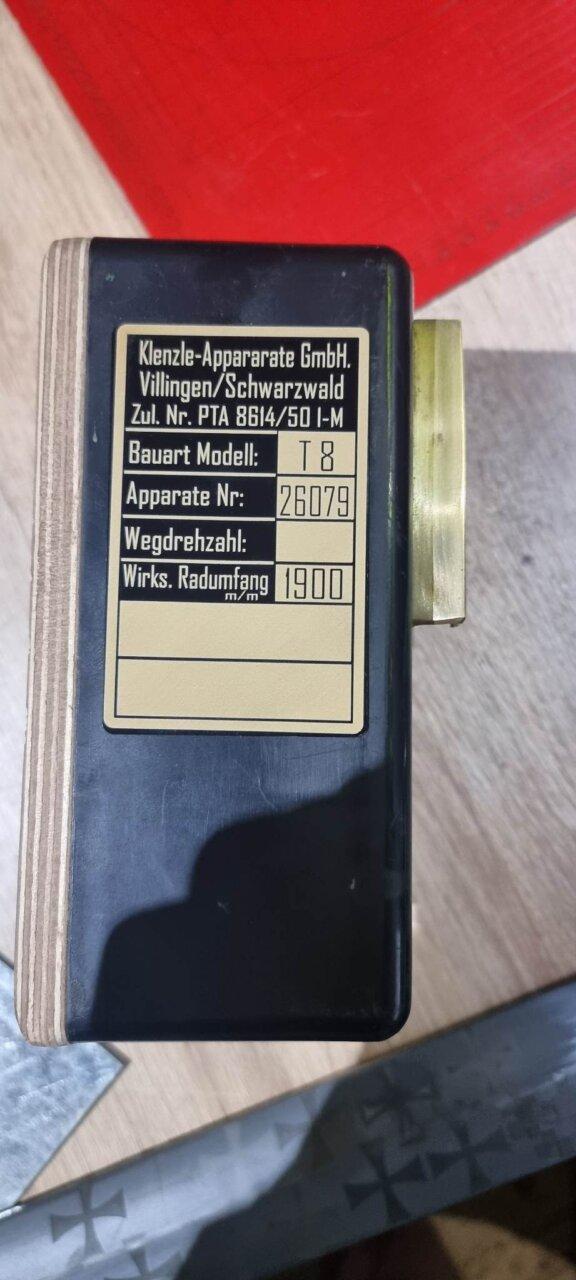 Kienzle-Appararate GmbH.
Villingen/Schwarzwald
Zul. Nr. PTA 8614/50 I-M
Bauart Modell: T 8
Apparate Nr: 26079
Wegdrehzahl:
Wirks. Radumfang m/m 1900